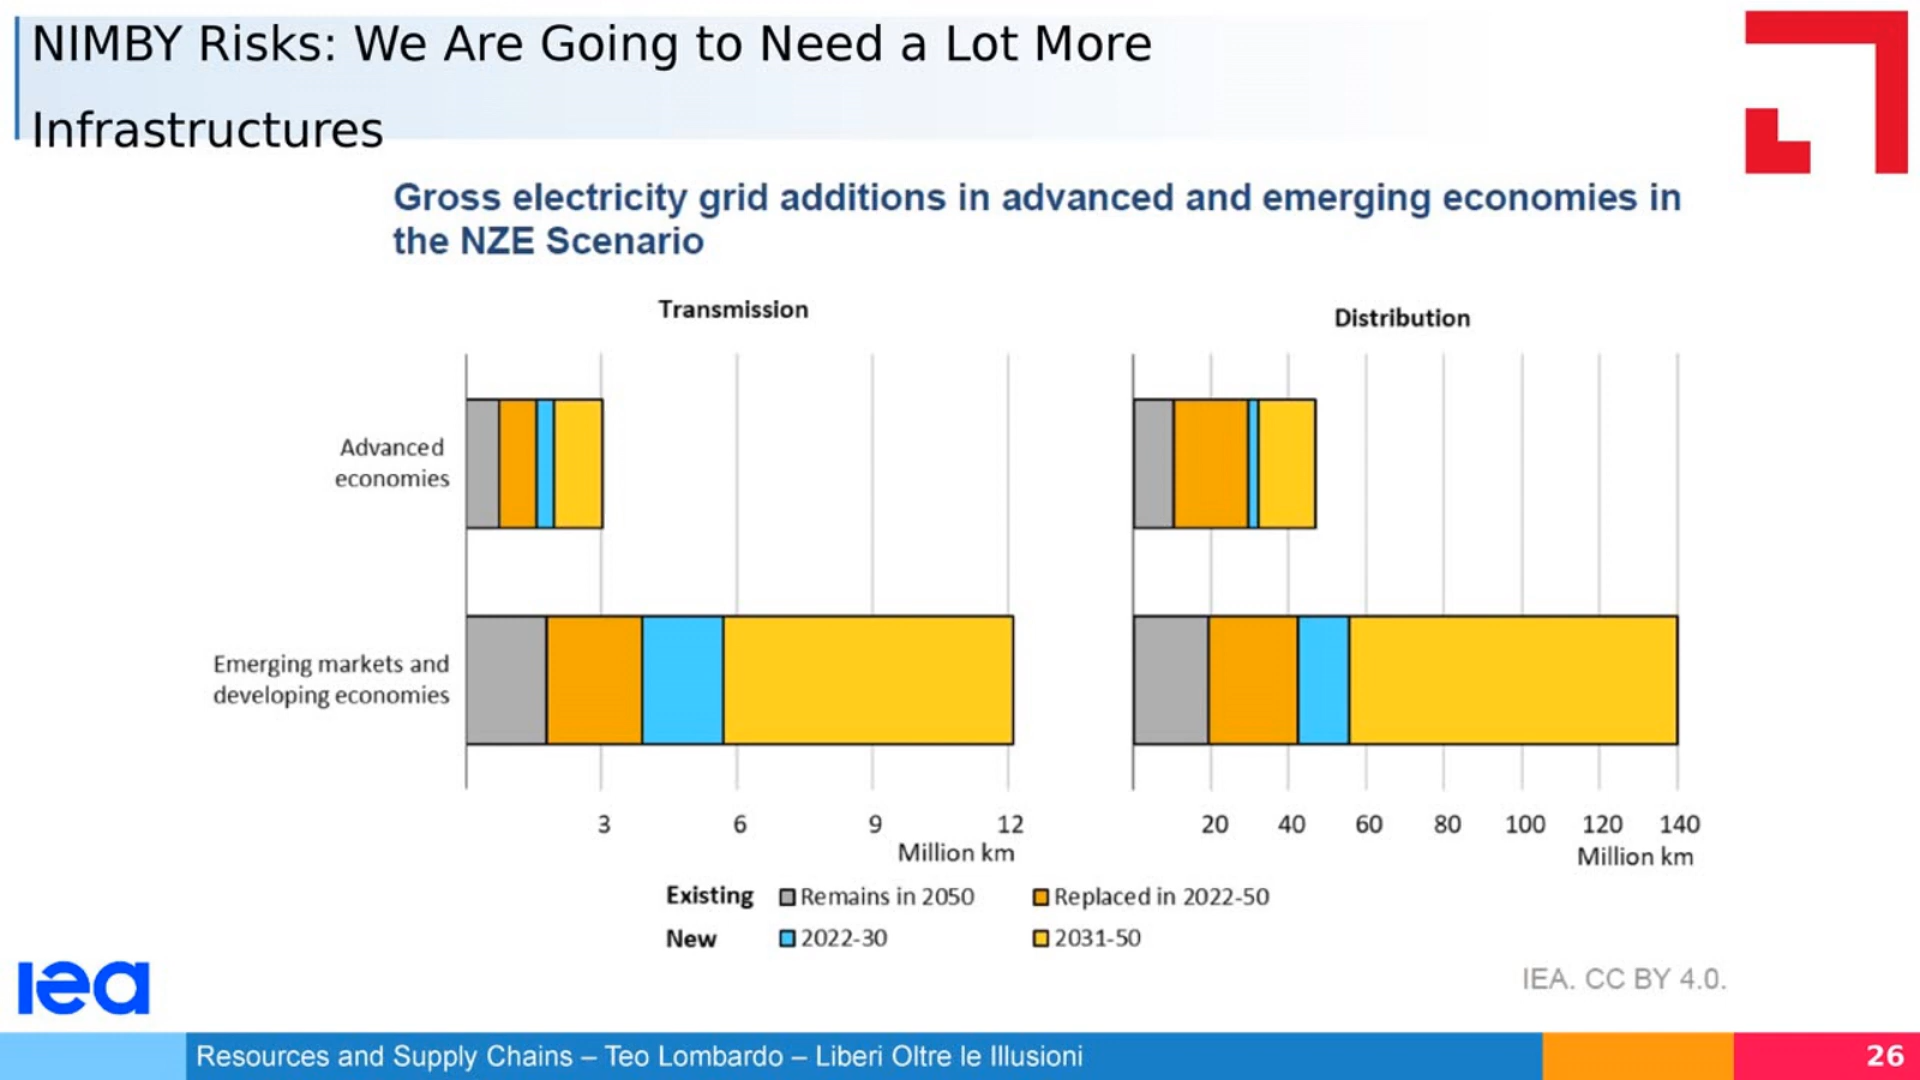 NIMBY Risks: We Are Going to Need a Lot More
Infrastructures
Gross electricity grid additions in advanced and emerging economies in
the NZE Scenario
Transmission
Distribution
Advanced
economies
Emerging markets and
developing economies
3 6 9 12
Million km
20 40 60 80 100 120 140
Million km
Existing Remains in 2050 Replaced in 2022-50
New 2022-30 2031-50
IEA. CC BY 4.0.
iea
Resources and Supply Chains – Teo Lombardo – Liberi Oltre le Illusioni
26